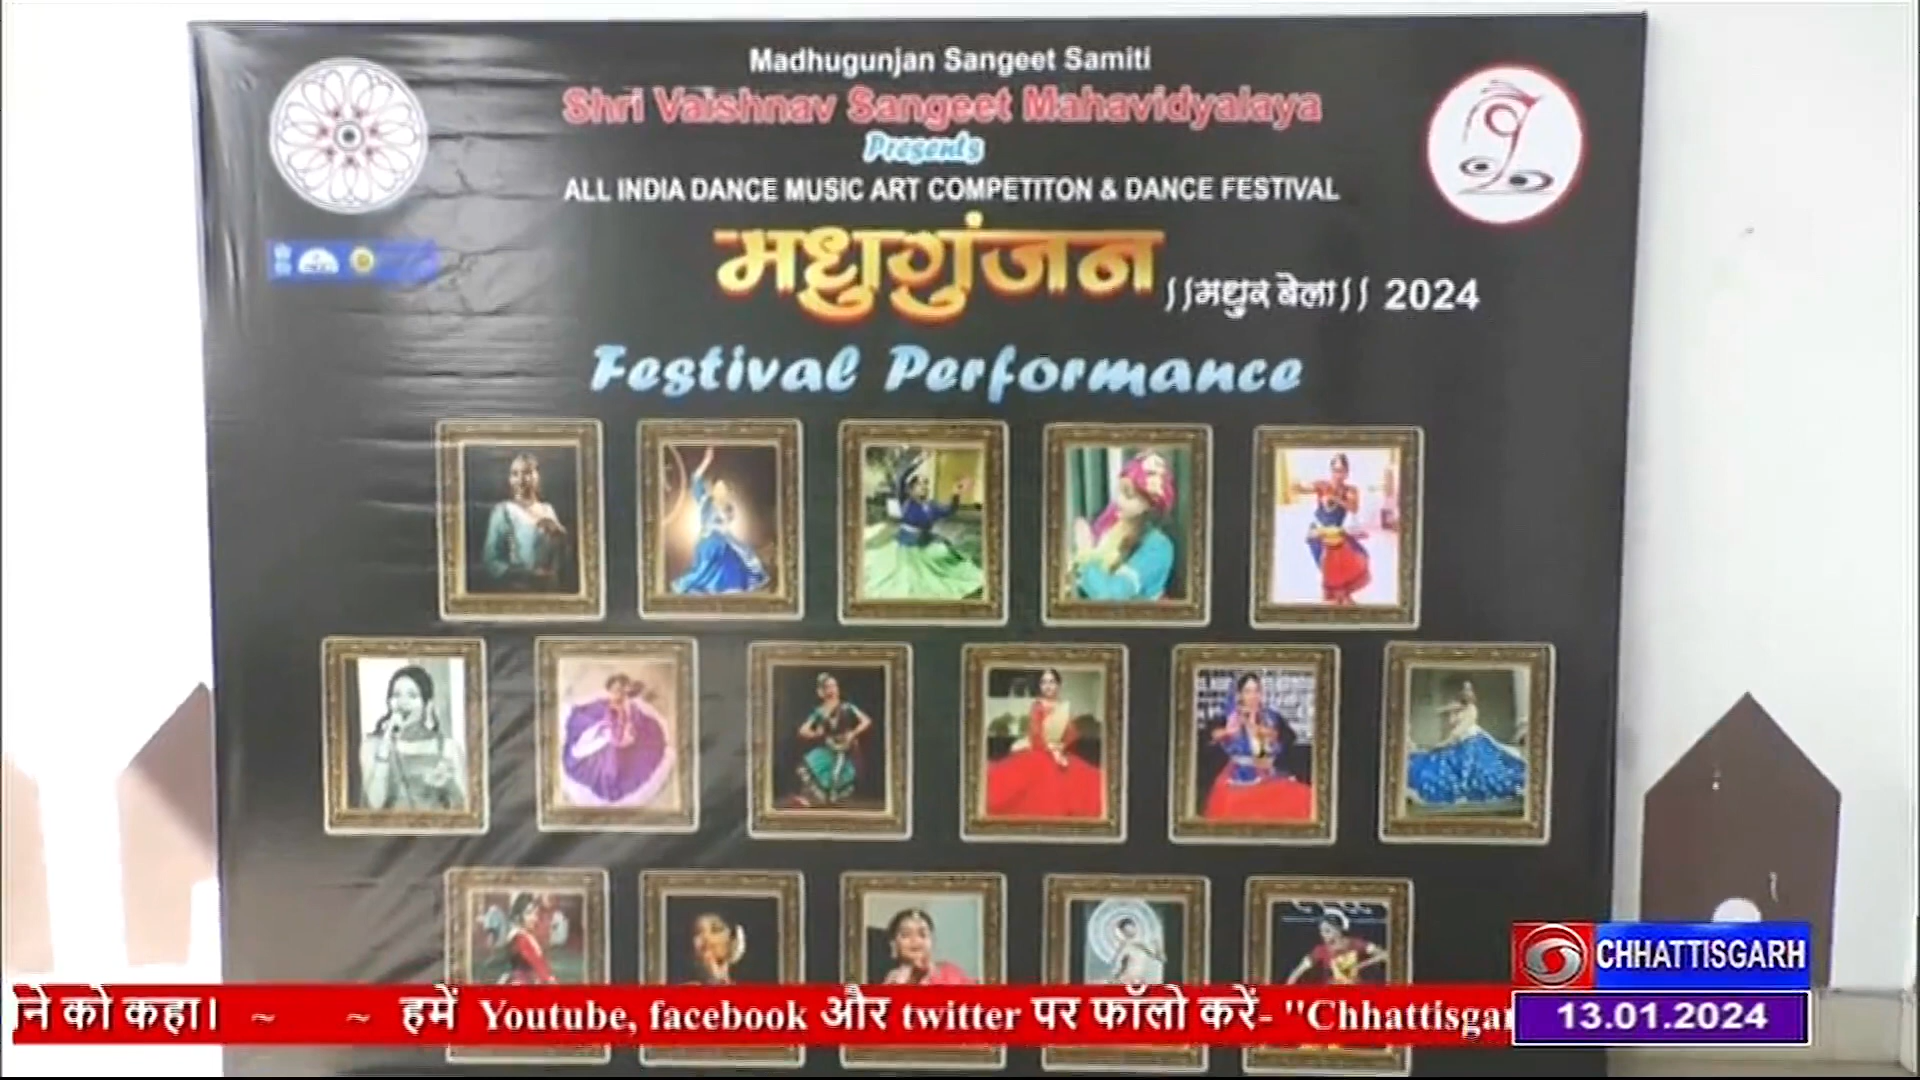 Madhugunjan Sangeet Samiti
Shri Vaishnav Sangeet Mahavidyalaya
Presents
ALL INDIA DANCE MUSIC ART COMPETITON & DANCE FESTIVAL
मधुगुंजन
//मधुर बेला// 2024
Festival Performance
CHHATTISGARH
ने को कहा। ~ ~ हमें Youtube, facebook और twitter पर फॉलो करें- "Chhattisgar
13.01.2024